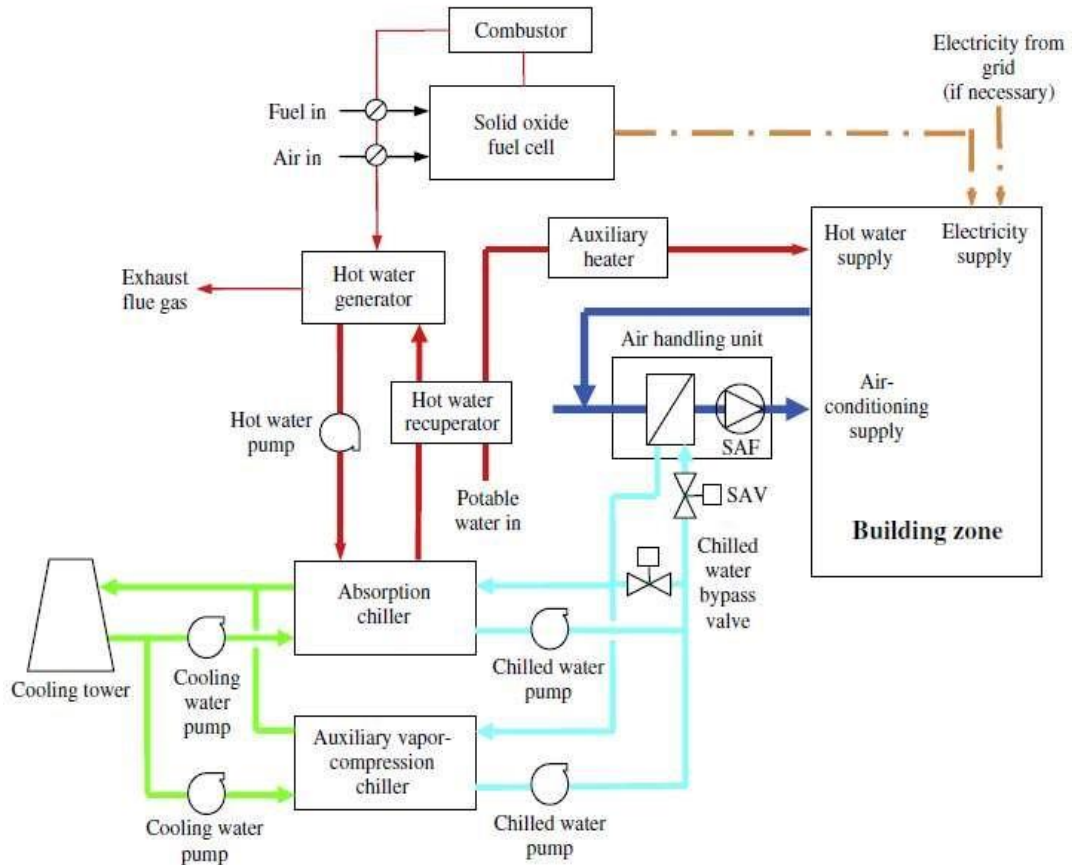 Combustor
Electricity from
grid
(if necessary)
Fuel in
Solid oxide
fuel cell
Air in
Auxiliary
heater
Hot water
supply
Electricity
supply
Exhaust
flue gas
Hot water
generator
Air handling unit
Hot water
pump
Hot water
recuperator
SAF
Air-
conditioning
supply
Potable
water in
SAV
Building zone
Chilled
water
bypass
valve
Absorption
chiller
Cooling tower
Cooling
water
pump
Chilled water
pump
Auxiliary vapor-
compression
chiller
Cooling water
pump
Chilled water
pump